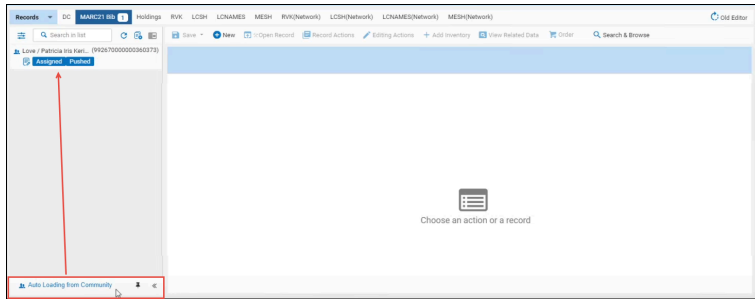 Records DC MARC21 Bib 1 Holdings RVK LCSH LCNAMES MESH RVK(Network) LCSH(Network) LCNAMES(Network) MESH(Network) Old Editor
Search in list Save New Open Record Record Actions Editing Actions Add Inventory View Related Data Order Search & Browse
Love / Patricia Iris Keri... (992670000000360373)
Assigned Pushed
Choose an action or a record
Auto Loading from Community